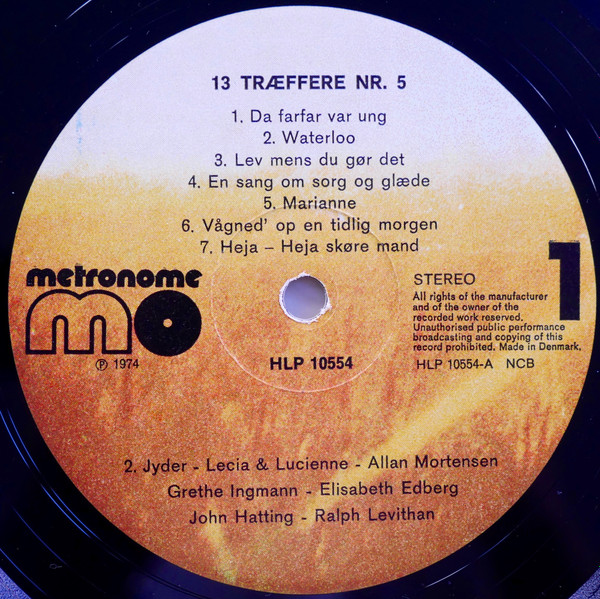 13 TRÆFFERE NR. 5
1. Da farfar var ung
2. Waterloo
3. Lev mens du gør det
4. En sang om sorg og glæde
5. Marianne
6. Vågned' op en tidlig morgen
7. Heja – Heja skøre mand
metronome
mo
℗ 1974
HLP 10554
STEREO
1
All rights of the manufacturer
and of the owner of the
recorded work reserved.
Unauthorised public performance
broadcasting and copying of this
record prohibited. Made in Denmark.
HLP 10554-A NCB
2. Jyder - Lecia & Lucienne - Allan Mortensen
Grethe Ingmann - Elisabeth Edberg
John Hatting - Ralph Levithan